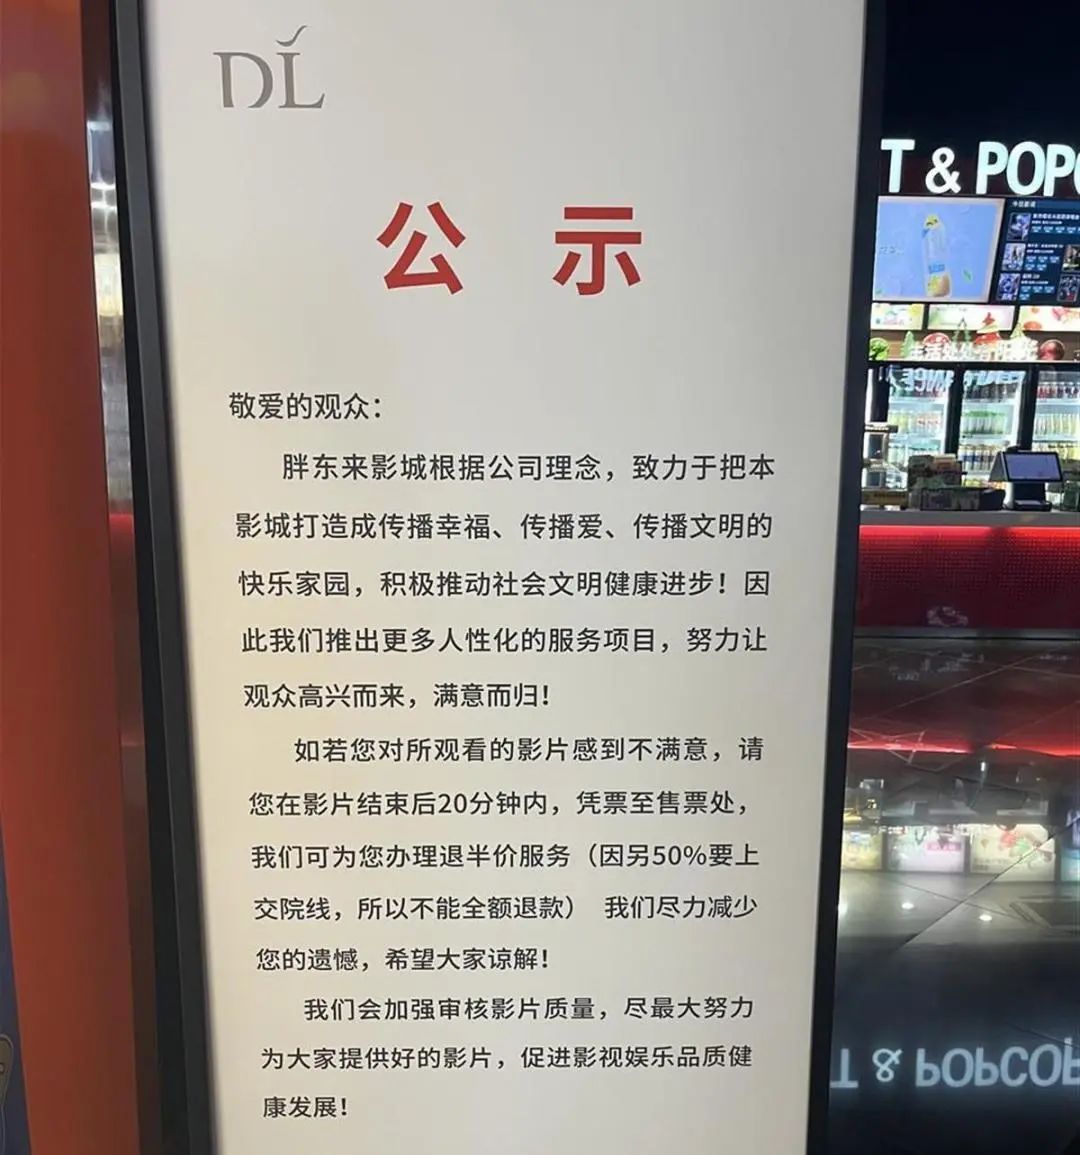 DL
公示
敬爱的观众：
胖东来影城根据公司理念，致力于把本
影城打造成传播幸福、传播爱、传播文明的
快乐家园，积极推动社会文明健康进步！因
此我们推出更多人性化的服务项目，努力让
观众高兴而来，满意而归！
如若您对所观看的影片感到不满意，请
您在影片结束后20分钟内，凭票至售票处，
我们可为您办理退半价服务（因另50%要上
交院线，所以不能全额退款） 我们尽力减少
您的遗憾，希望大家谅解！
我们会加强审核影片质量，尽最大努力
为大家提供好的影片，促进影视娱乐品质健
康发展！
T & POPC